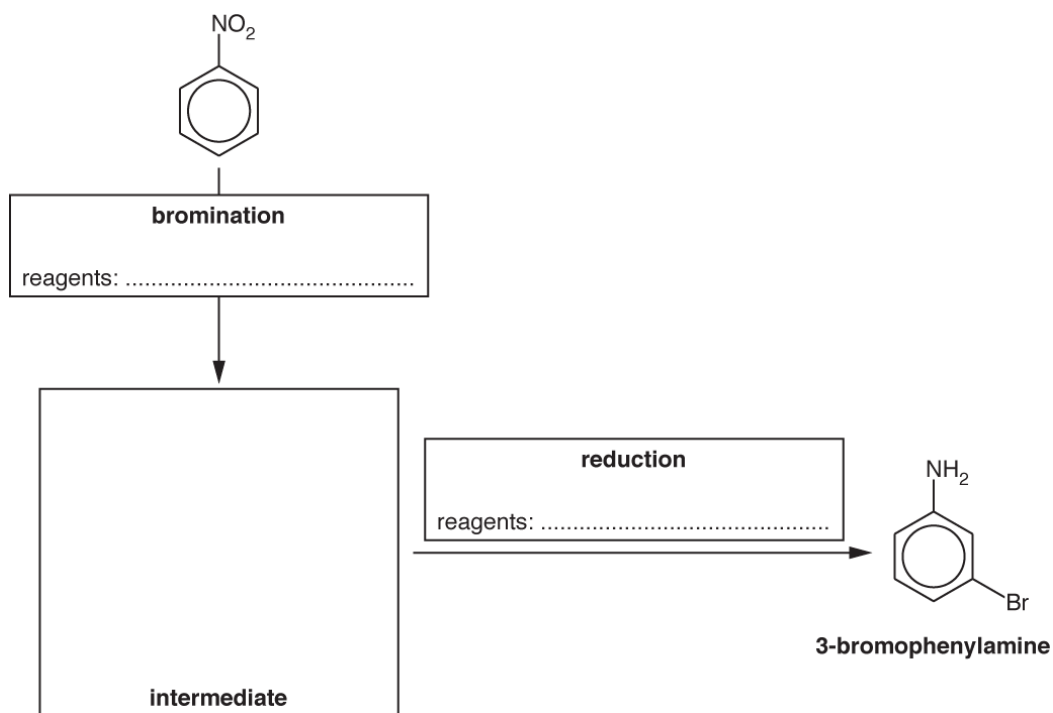 NO2
bromination
reagents: .............................................
reduction
reagents: .............................................
NH2
Br
3-bromophenylamine
intermediate